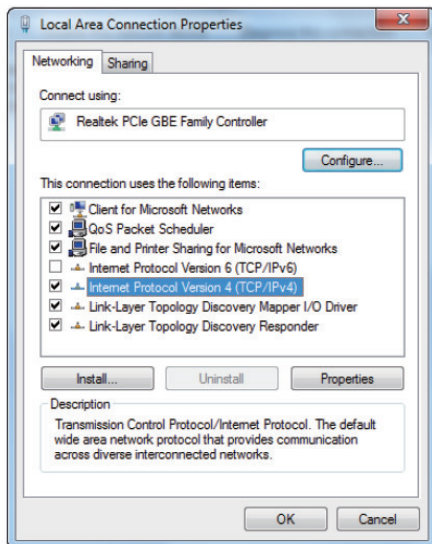 Local Area Connection Properties
Networking
Sharing
Connect using:
Realtek PCIe GBE Family Controller
Configure...
This connection uses the following items:
Client for Microsoft Networks
QoS Packet Scheduler
File and Printer Sharing for Microsoft Networks
Internet Protocol Version 6 (TCP/IPv6)
Internet Protocol Version 4 (TCP/IPv4)
Link-Layer Topology Discovery Mapper I/O Driver
Link-Layer Topology Discovery Responder
Install...
Uninstall
Properties
Description
Transmission Control Protocol/Internet Protocol. The default
wide area network protocol that provides communication
across diverse interconnected networks.
OK
Cancel